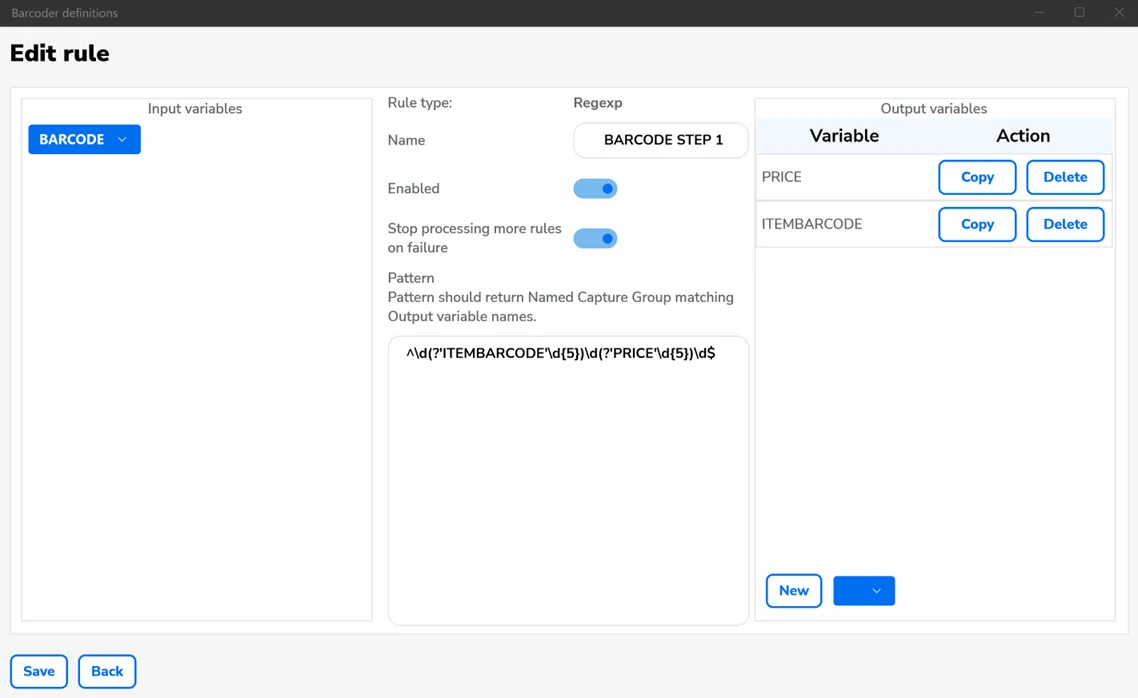 Barcoder definitions
Edit rule
Input variables
BARCODE
Rule type:
Regexp
Name
BARCODE STEP 1
Enabled
Stop processing more rules
on failure
Pattern
Pattern should return Named Capture Group matching
Output variable names.
^\d(?'ITEMBARCODE'\d{5})\d(?'PRICE'\d{5})\d$
Output variables
Variable Action
PRICE Copy Delete
ITEMBARCODE Copy Delete
New
Save Back